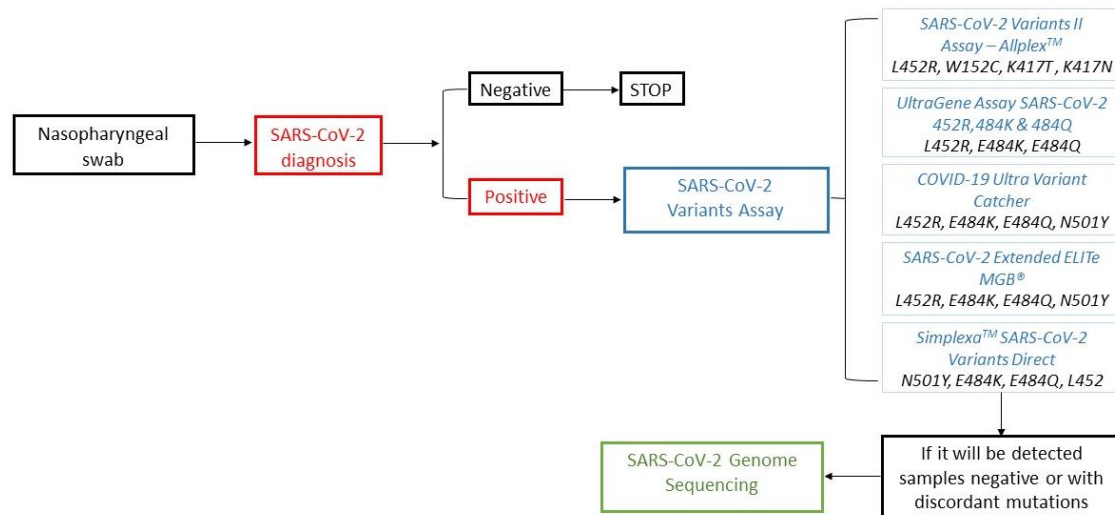 Nasopharyngeal
swab
SARS-CoV-2
diagnosis
Negative
STOP
Positive
SARS-CoV-2
Variants Assay
SARS-CoV-2 Variants II
Assay – Allplex™
L452R, W152C, K417T , K417N
UltraGene Assay SARS-CoV-2
452R,484K & 484Q
L452R, E484K, E484Q
COVID-19 Ultra Variant
Catcher
L452R, E484K, E484Q, N501Y
SARS-CoV-2 Extended ELITe
MGB®
L452R, E484K, E484Q, N501Y
Simplexa™ SARS-CoV-2
Variants Direct
N501Y, E484K, E484Q, L452
If it will be detected
samples negative or with
discordant mutations
SARS-CoV-2 Genome
Sequencing